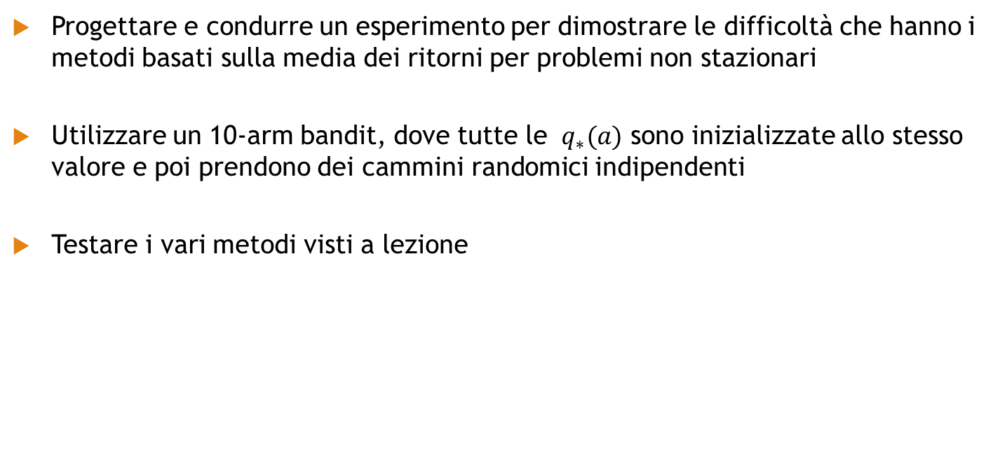 Progettare e condurre un esperimento per dimostrare le difficoltà che hanno i
metodi basati sulla media dei ritorni per problemi non stazionari
Utilizzare un 10-arm bandit, dove tutte le q∗(a) sono inizializzate allo stesso
valore e poi prendono dei cammini randomici indipendenti
Testare i vari metodi visti a lezione